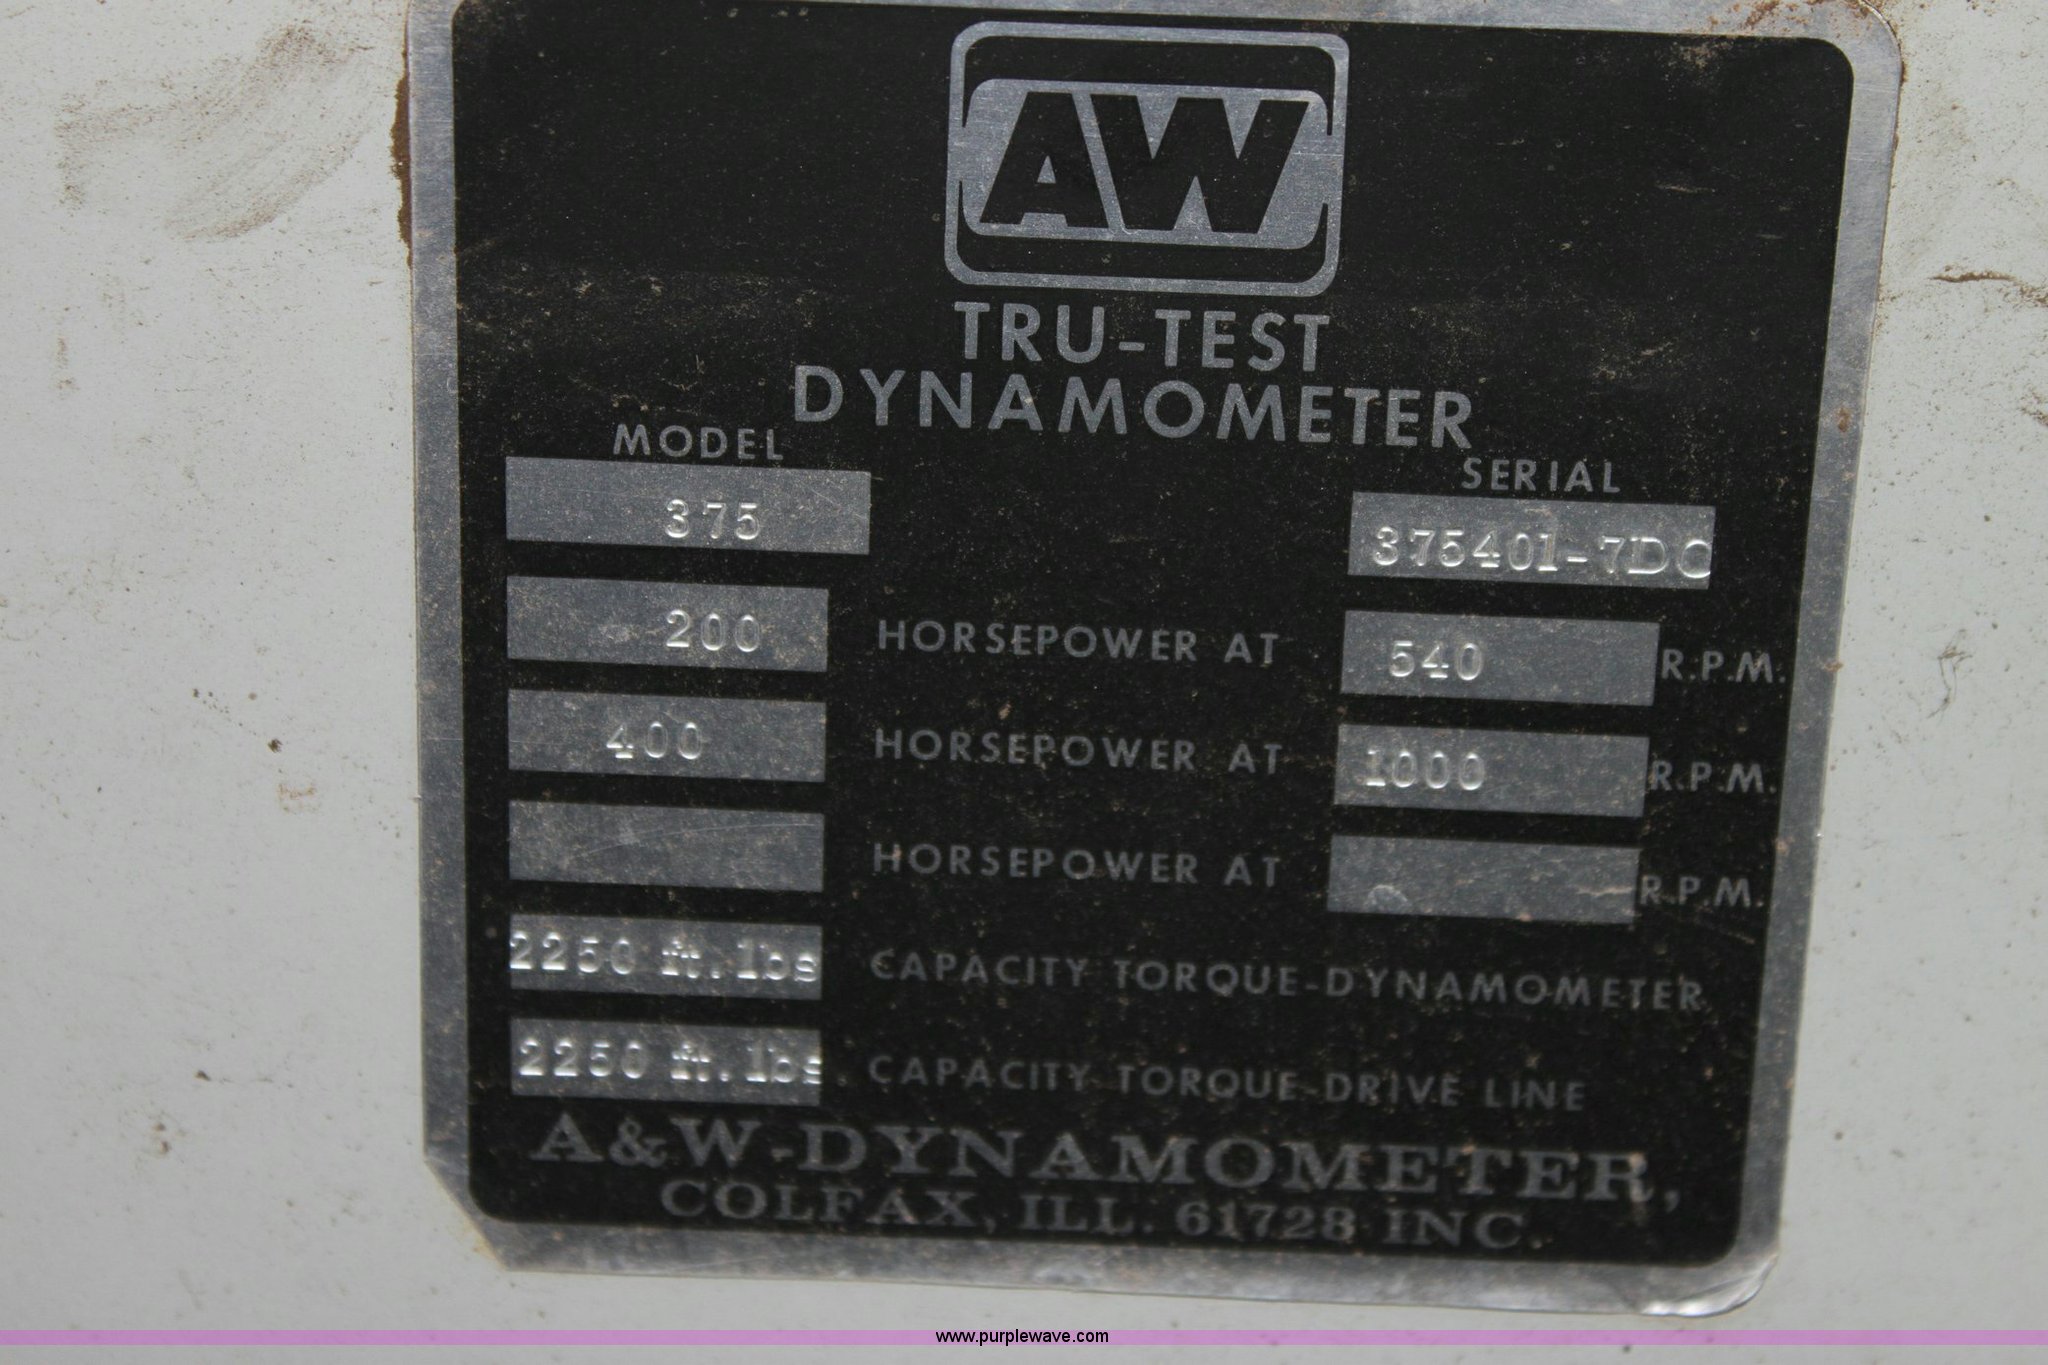 AW
TRU-TEST
DYNAMOMETER
MODEL SERIAL
375 375401-7DC
200 HORSEPOWER AT 540 R.P.M.
400 HORSEPOWER AT 1000 R.P.M.
HORSEPOWER AT R.P.M.
2250 ft.lbs CAPACITY TORQUE-DYNAMOMETER
2250 ft.lbs. CAPACITY TORQUE-DRIVE LINE
A&W-DYNAMOMETER,
COLFAX, ILL. 61728 INC.
www.purplewave.com